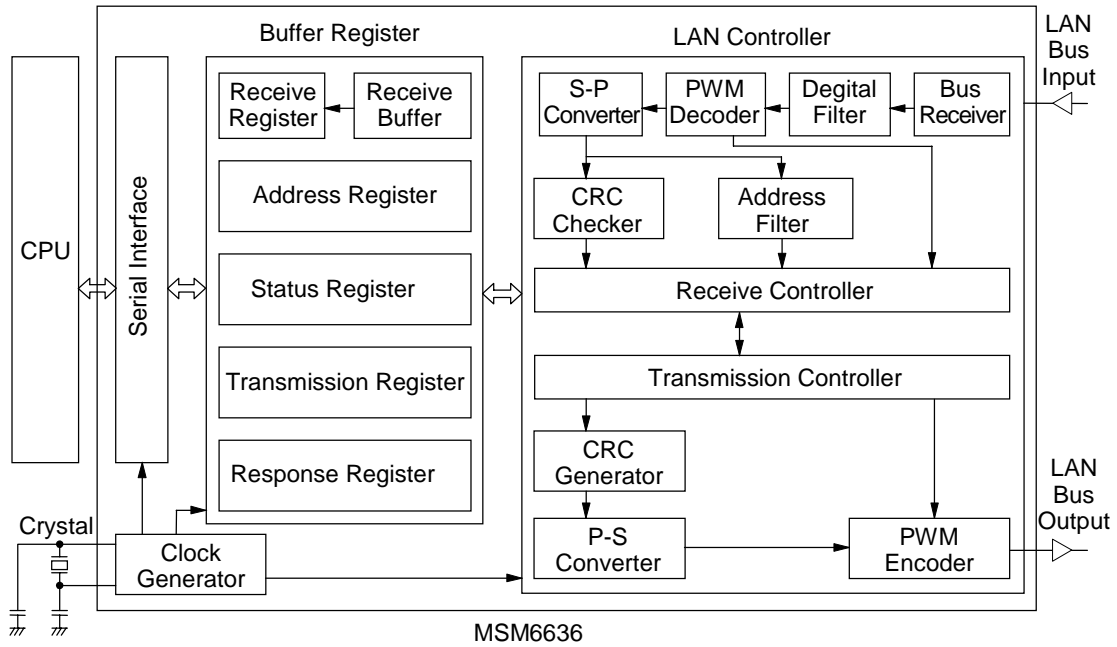 Buffer Register
LAN Controller
LAN
Bus
Input
CPU
Serial Interface
Receive
Register
Receive
Buffer
Address Register
Status Register
Transmission Register
Response Register
S-P
Converter
PWM
Decoder
Degital
Filter
Bus
Receiver
CRC
Checker
Address
Filter
Receive Controller
Transmission Controller
CRC
Generator
P-S
Converter
PWM
Encoder
LAN
Bus
Output
Crystal
Clock
Generator
MSM6636